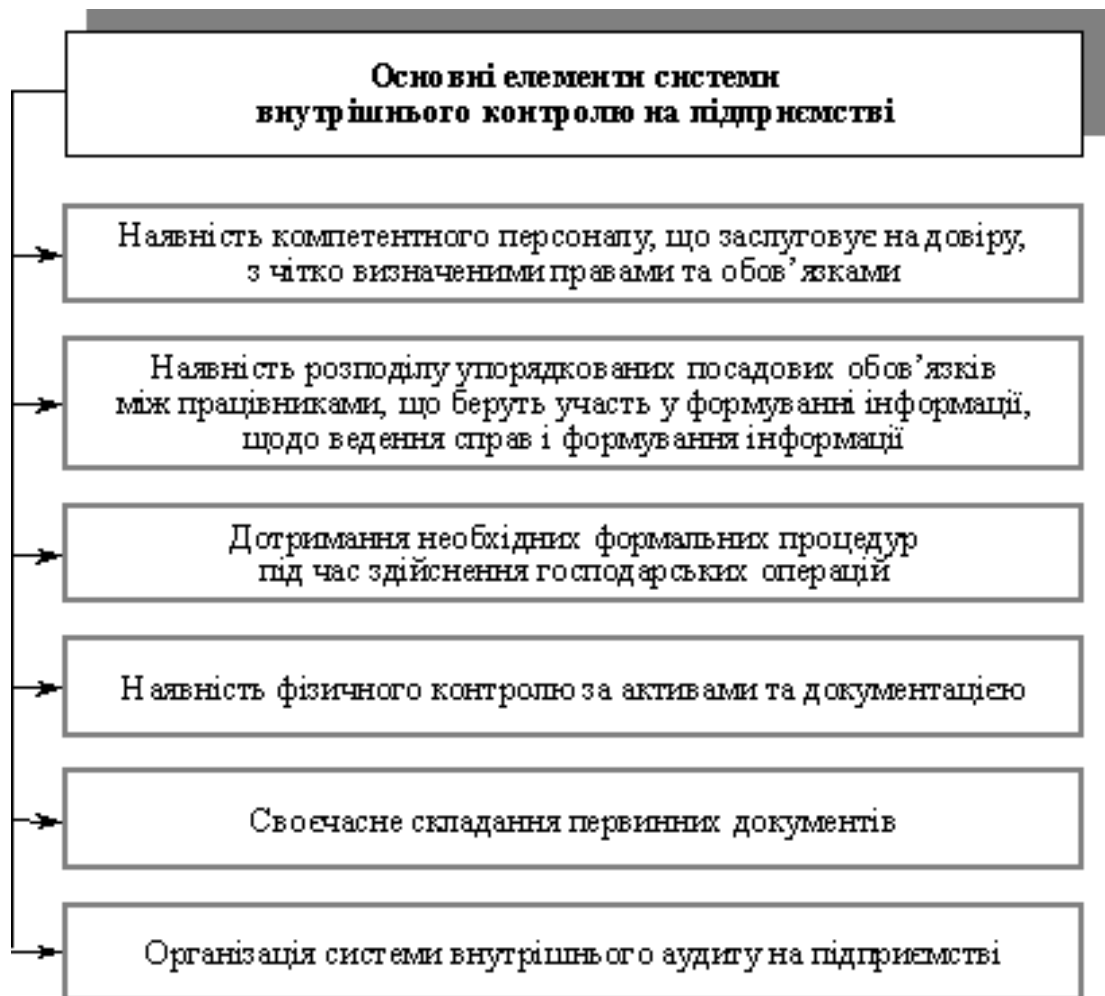 Основні елементи системи
внутрішнього контролю на підприємстві
Наявність компетентного персоналу, що заслуговує на довіру,
з чітко визначеними правами та обов’язками
Наявність розподілу упорядкованих посадових обов’язків
між працівниками, що беруть участь у формуванні інформації,
щодо ведення справ і формування інформації
Дотримання необхідних формальних процедур
під час здійснення господарських операцій
Наявність фізичного контролю за активами та документацією
Своєчасне складання первинних документів
Організація системи внутрішнього аудиту на підприємстві